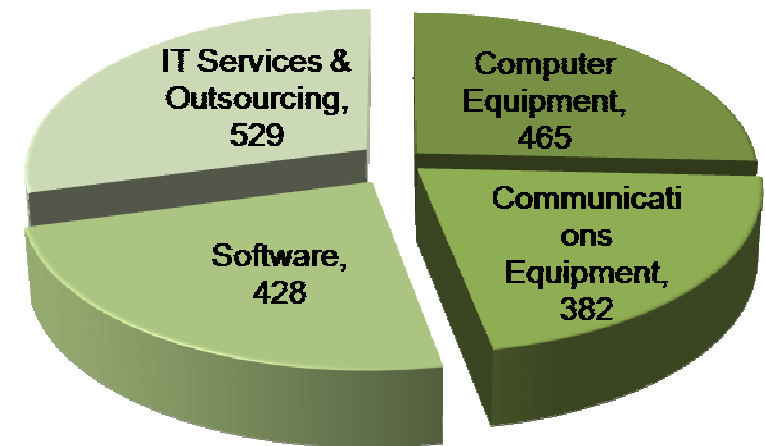 IT Services &
Outsourcing,
529
Computer
Equipment,
465
Communicati
ons
Equipment,
382
Software,
428